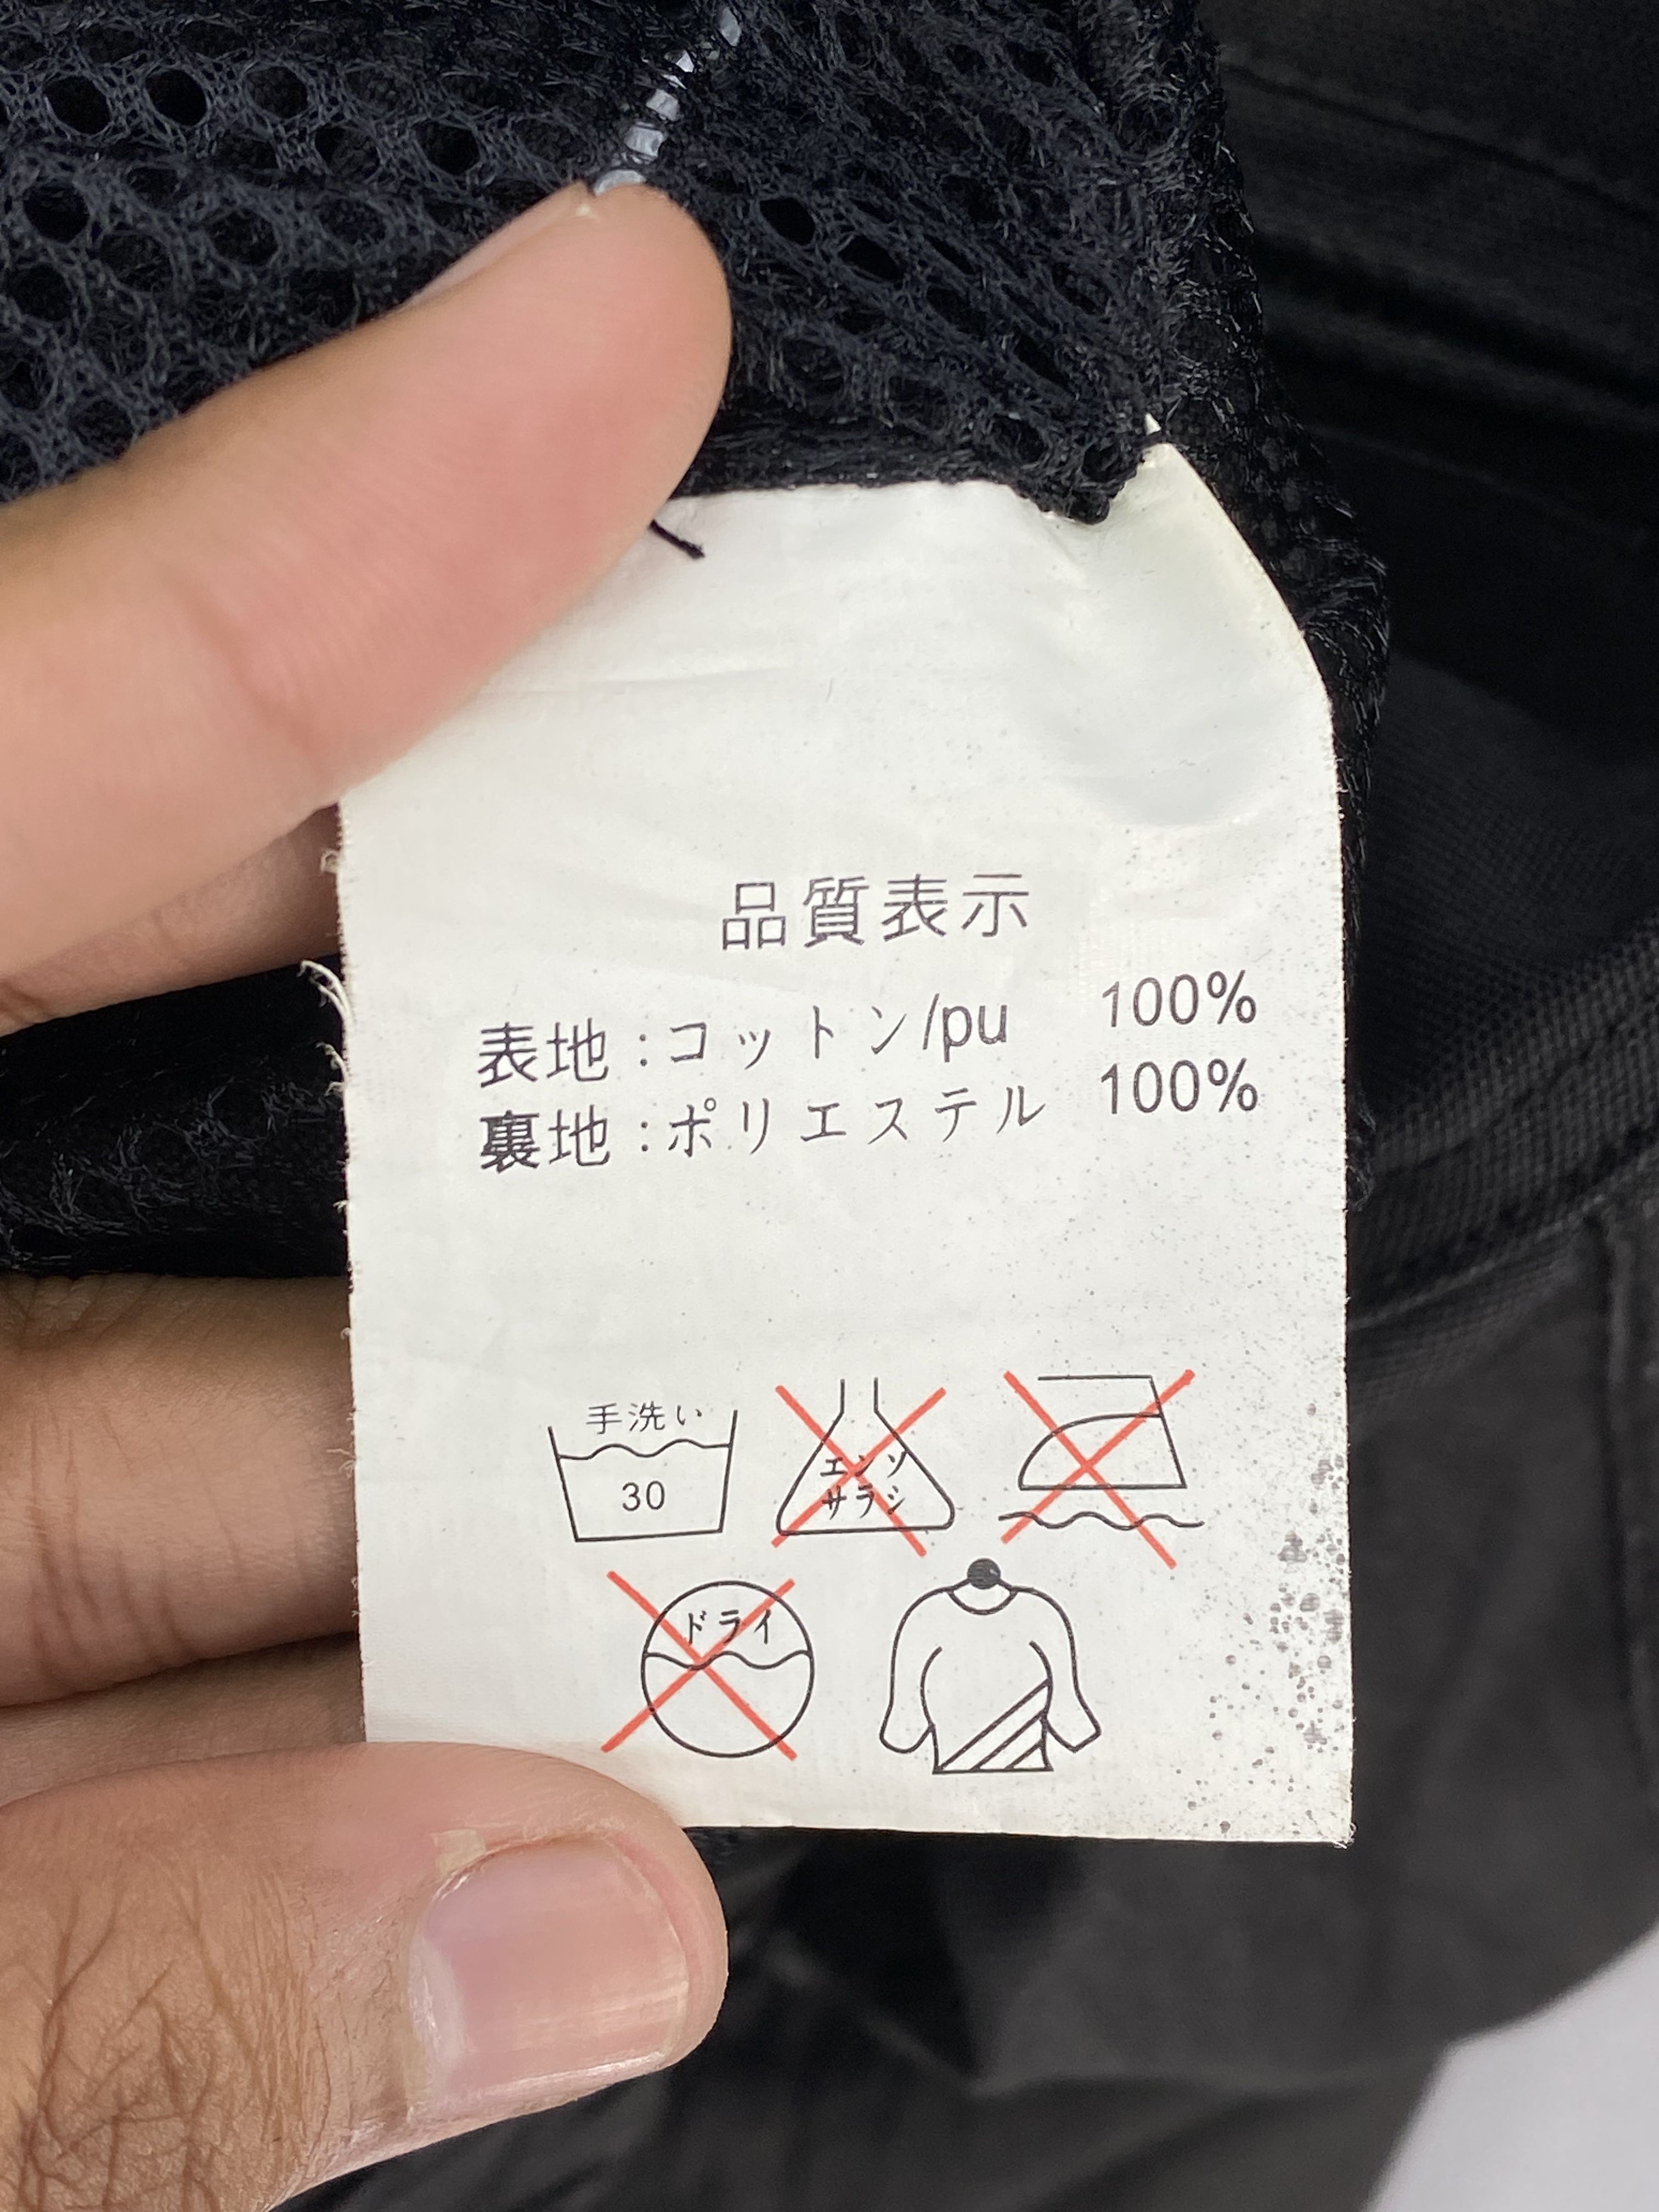 品質表示
表地:コットン/pu 100%
裏地:ポリエステル 100%
手洗い
30
エンソ
サラシ
ドライ